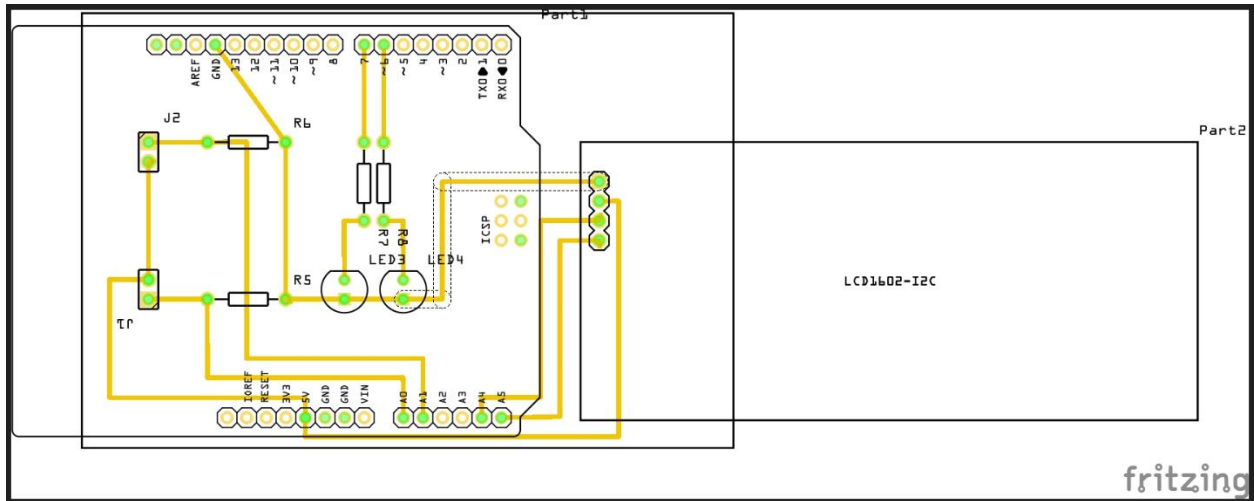 Part1
AREF
GND
13
12
~11
~10
~9
8
7
~6
~5
4
~3
2
TX0▶1
RX0◀0
J2
R6
Part2
ICSP
R7
R8
LED3
LED4
R5
LCD1602-I2C
J1
IOREF
RESET
3V3
5V
GND
GND
VIN
A0
A1
A2
A3
A4
A5
fritzing